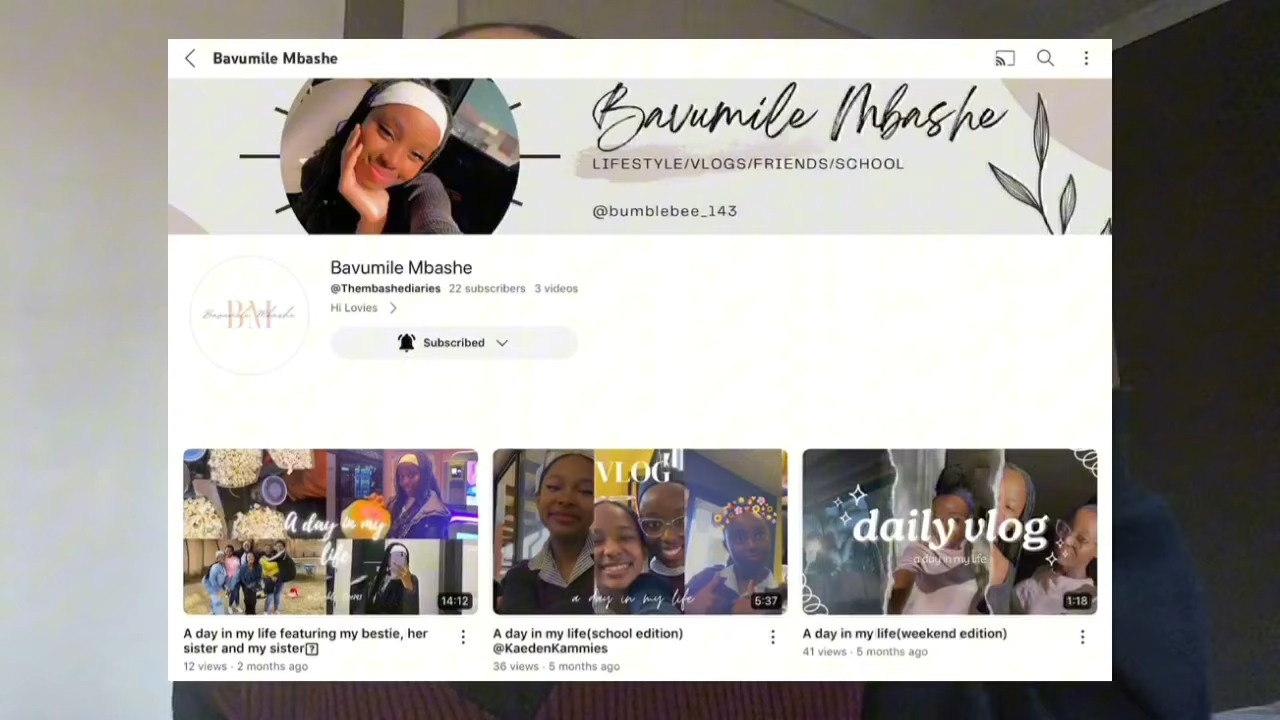 Bavumile Mbashe
Bavumile Mbashe
LIFESTYLE/VLOGS/FRIENDS/SCHOOL
@bumblebee_143
BM
Bavumile Mbashe
Bavumile Mbashe
@Thembashediaries 22 subscribers 3 videos
Hi Lovies
Subscribed
A day in my
life
14:12
VLOG
a day in my life
5:37
daily vlog
a day in my life
1:18
A day in my life featuring my bestie, her
sister and my sister
12 views · 2 months ago
A day in my life(school edition)
@KaedenKammies
36 views · 5 months ago
A day in my life(weekend edition)
41 views · 5 months ago